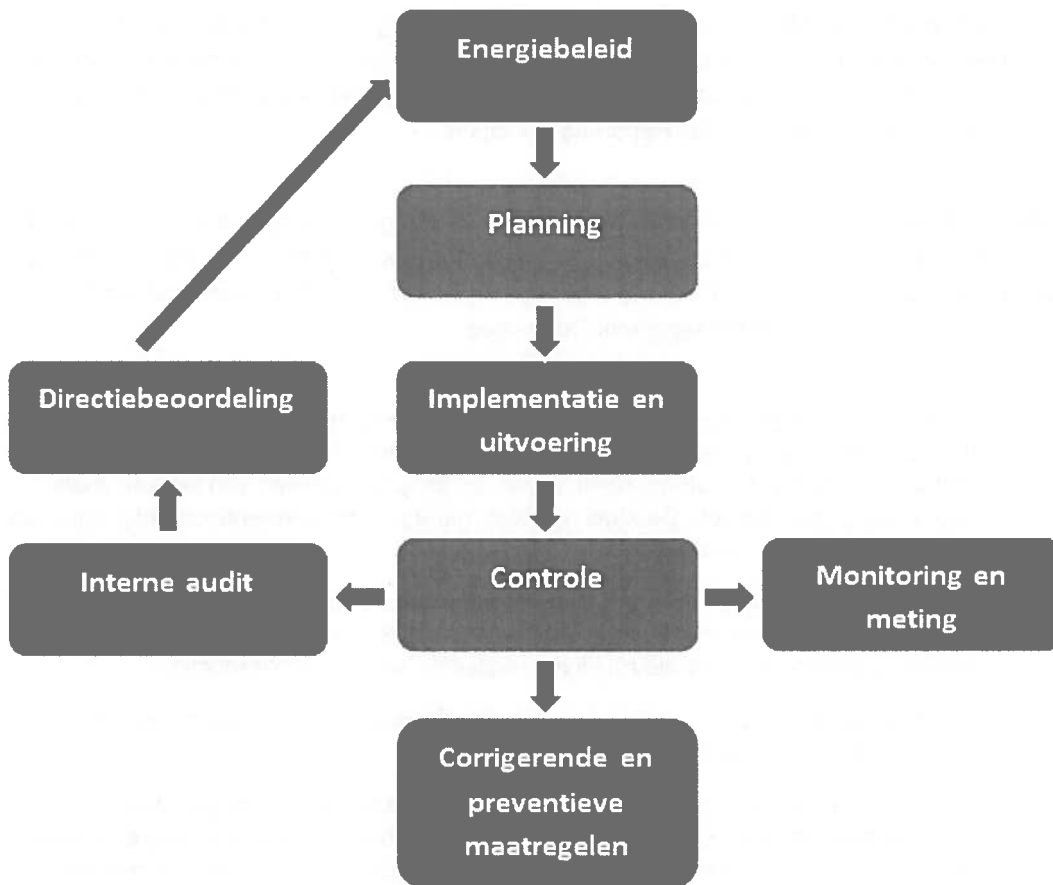 Energiebeleid
Planning
Directiebeoordeling
Implementatie en
uitvoering
Interne audit
Controle
Monitoring en
meting
Corrigerende en
preventieve
maatregelen